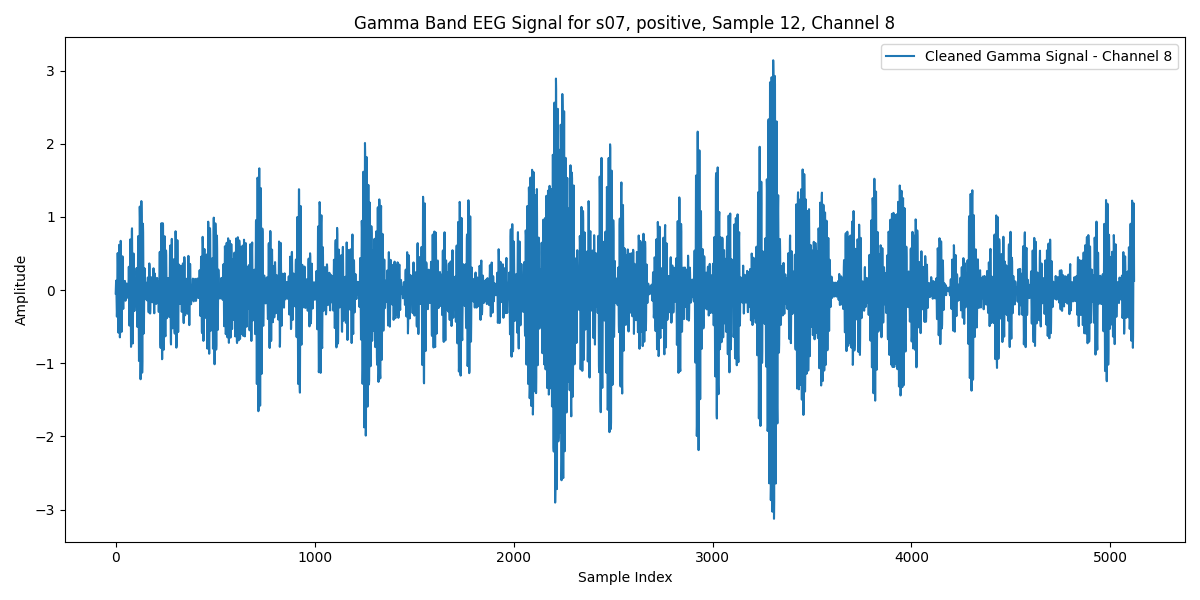 Gamma Band EEG Signal for s07, positive, Sample 12, Channel 8
Cleaned Gamma Signal - Channel 8
3
2
1
0
−1
−2
−3
Amplitude
0 1000 2000 3000 4000 5000
Sample Index